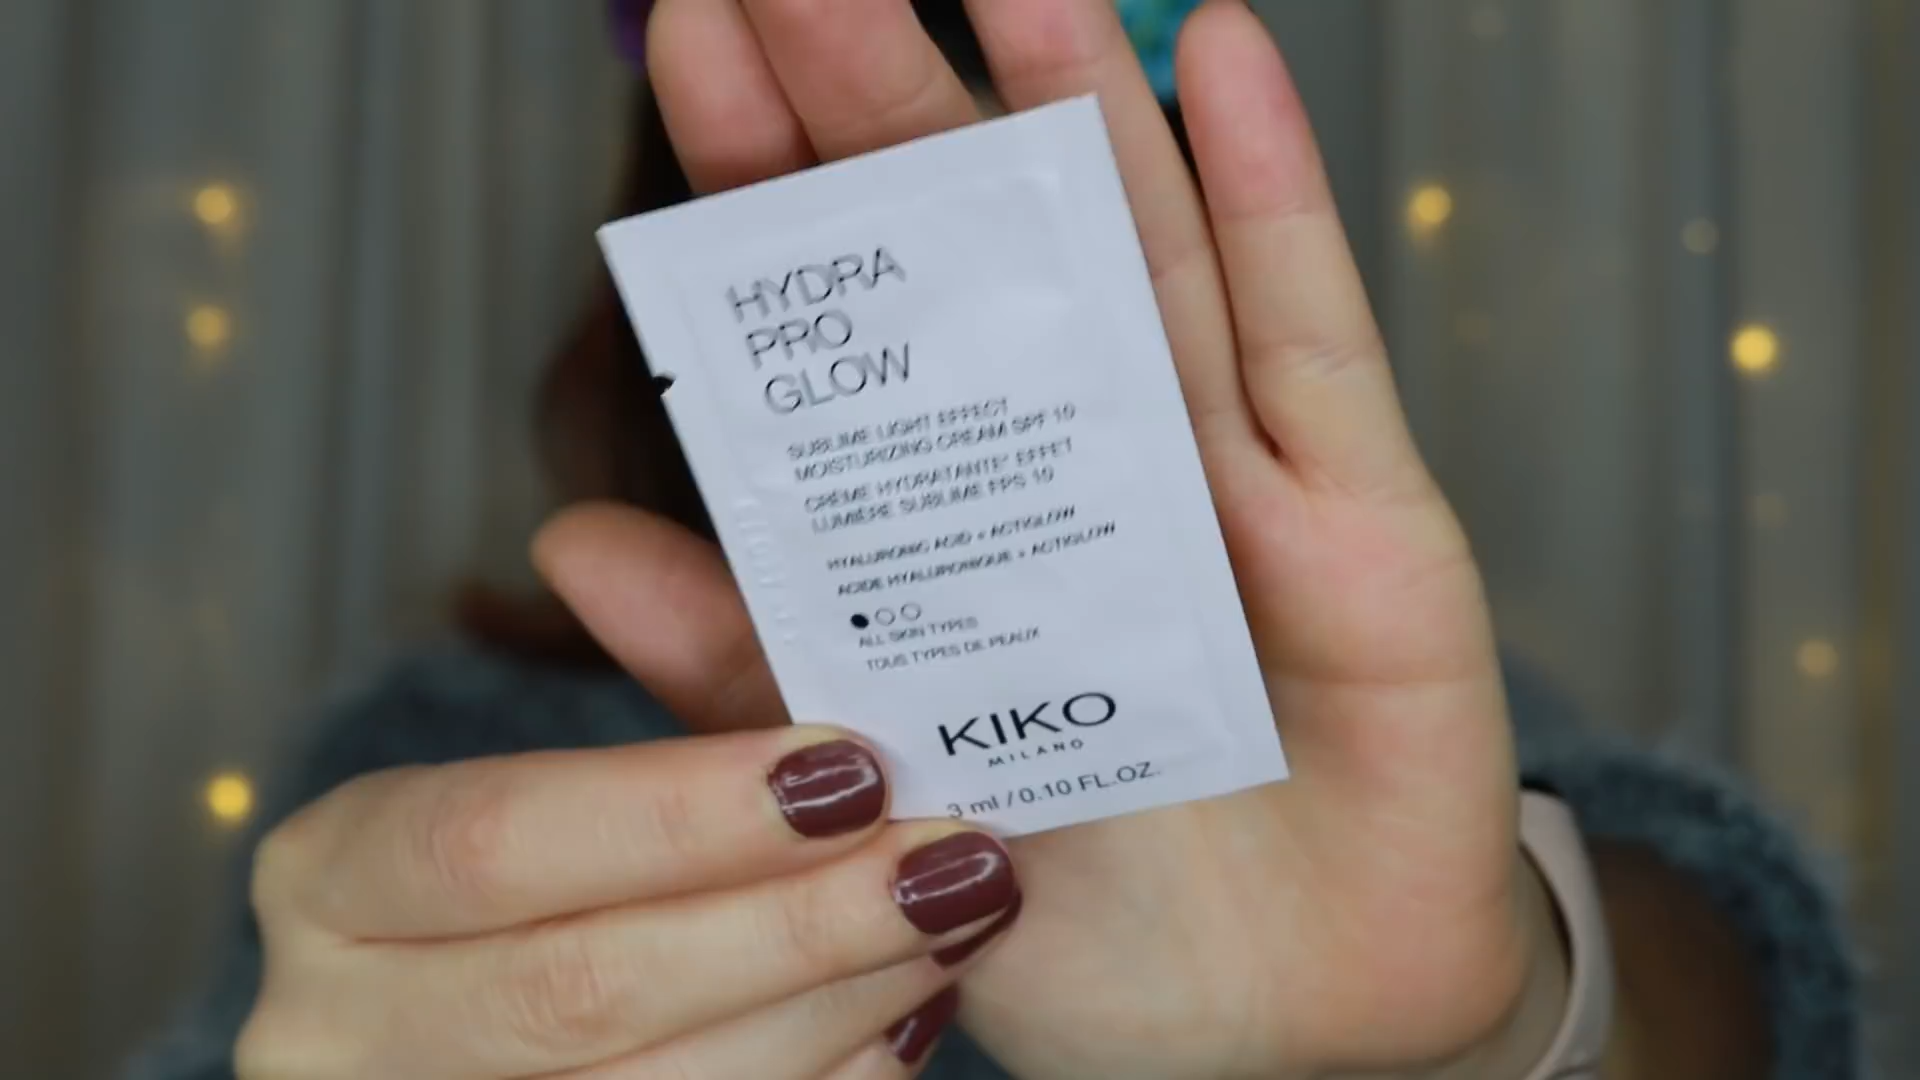 HYDRA
PRO
GLOW
SUBLIME LIGHT EFFECT
MOISTURIZING CREAM SPF 10
CRÈME HYDRATANTE* EFFET
LUMIÈRE SUBLIME FPS 10
HYALURONIC ACID + ACTIGLOW
ACIDE HYALURONIQUE + ACTIGLOW
ALL SKIN TYPES
TOUS TYPES DE PEAUX
KIKO
MILANO
3 ml / 0.10 FL.OZ.